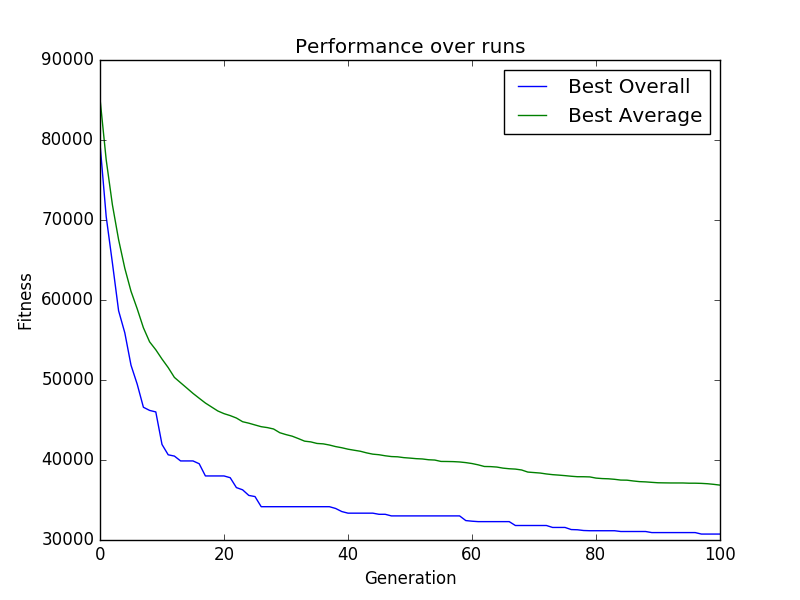 Performance over runs
90000
80000
70000
60000
50000
40000
30000
Fitness
Best Overall
Best Average
0
20
40
60
80
100
Generation